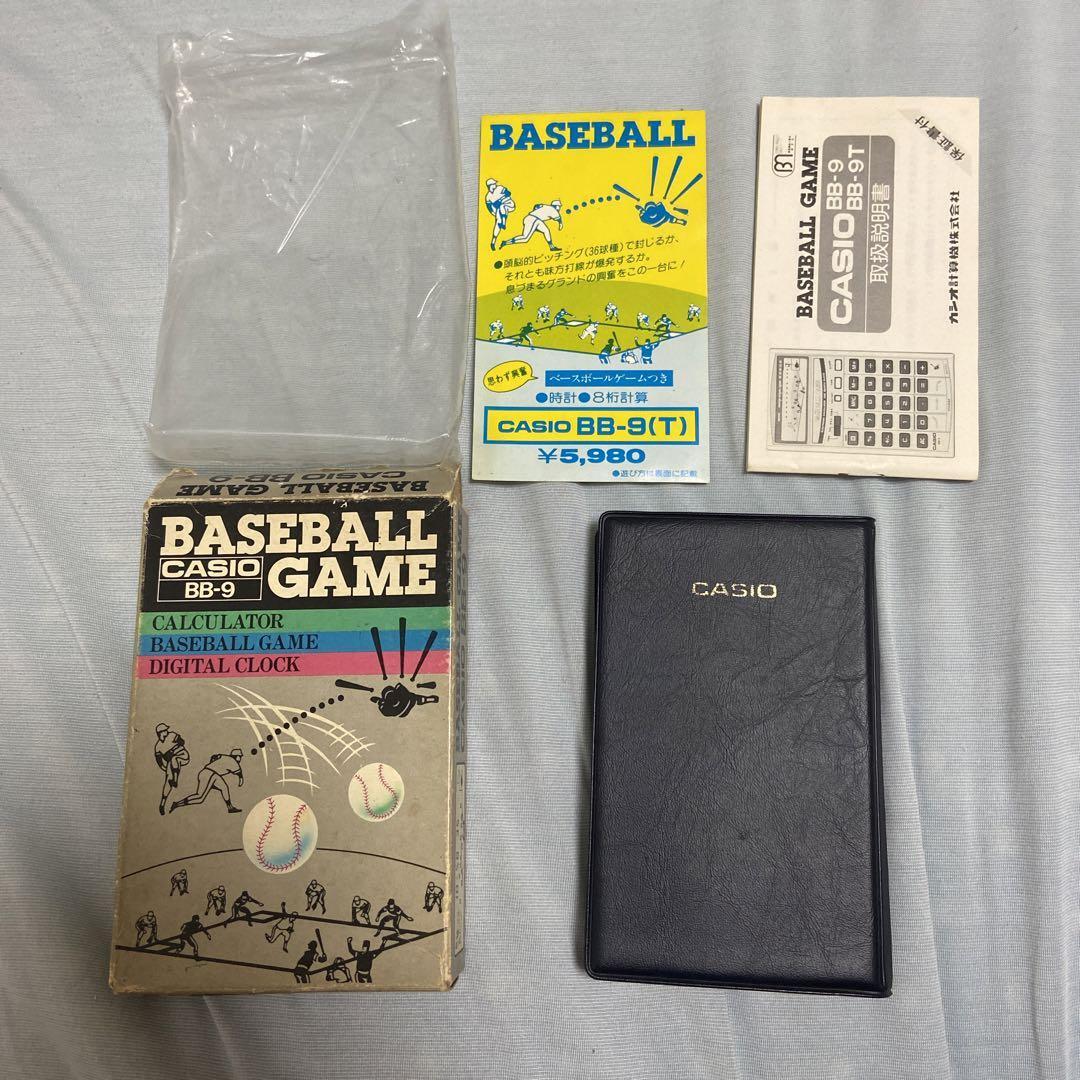 BASEBALL
●頭脳的ピッチング(36球種)で封じるか、
それとも味方打線が爆発するか。
息づまるグランドの興奮をこの一台に！
思わず興奮
ベースボールゲームつき
●時計●8桁計算
CASIO BB-9(T)
¥5,980
●遊び方は裏面に記載
保証書付
BASEBALL GAME
CASIO BB-9
BB-9T
取扱説明書
カシオ計算機株式会社
CASIO
BASEBALL GAME
CASIO BB-9
BASEBALL
CASIO
BB-9
GAME
CALCULATOR
BASEBALL GAME
DIGITAL CLOCK
CASIO